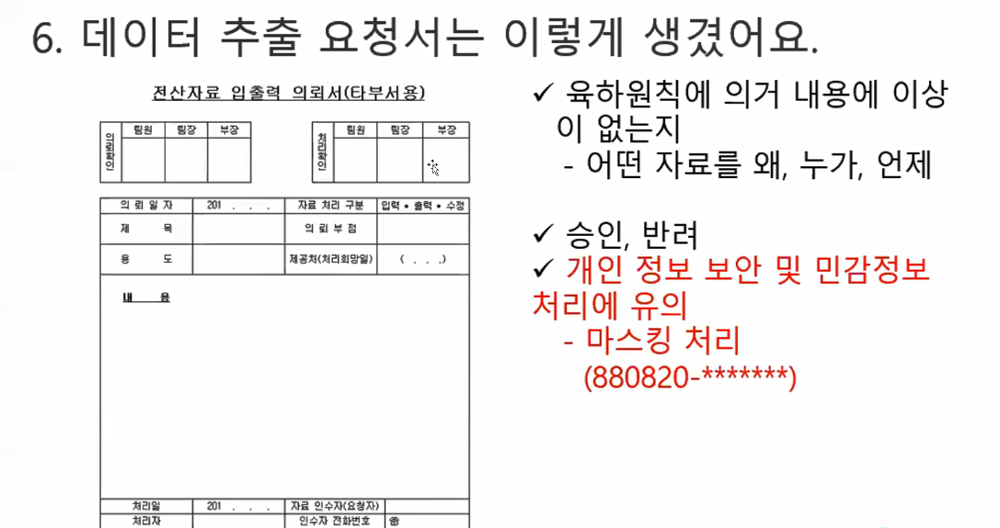 6. 데이터 추출 요청서는 이렇게 생겼어요.
전산자료 입출력 의뢰서(타부서용)
의뢰확인 팀원 팀장 부장
처리확인 팀원 팀장 부장
의 뢰 일 자 201 . . . 자료 처리 구분 입력 • 출력 • 수정
제 목 의 뢰 부 점
용 도 제공처(처리희망일) ( . . .)
내 용
처리일 201 . . . 자료 인수자(요청자)
처리자 인수자 전화번호 ☎
✓ 육하원칙에 의거 내용에 이상
이 없는지
- 어떤 자료를 왜, 누가, 언제
✓ 승인, 반려
✓ 개인 정보 보안 및 민감정보
처리에 유의
- 마스킹 처리
(880820-*******)